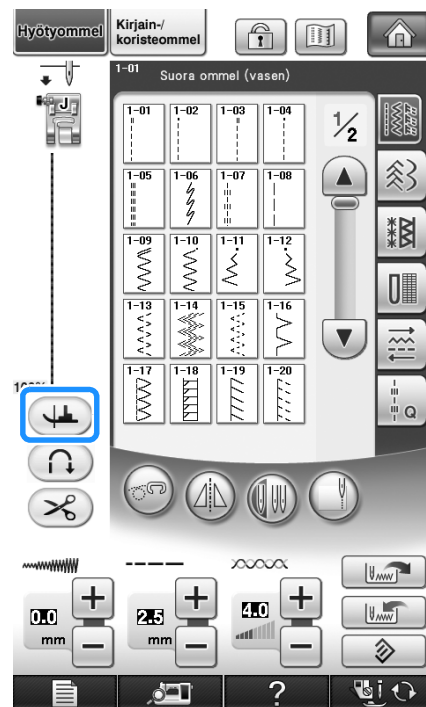 Hyötyommel
Kirjain-/
koristeommel
1-01
Suora ommel (vasen)
J
1-01 1-02 1-03 1-04
1/2
1-05 1-06 1-07 1-08
1-09 1-10 1-11 1-12
1-13 1-14 1-15 1-16
1-17 1-18 1-19 1-20
Q
0.0
mm
2.5
mm
4.0
?